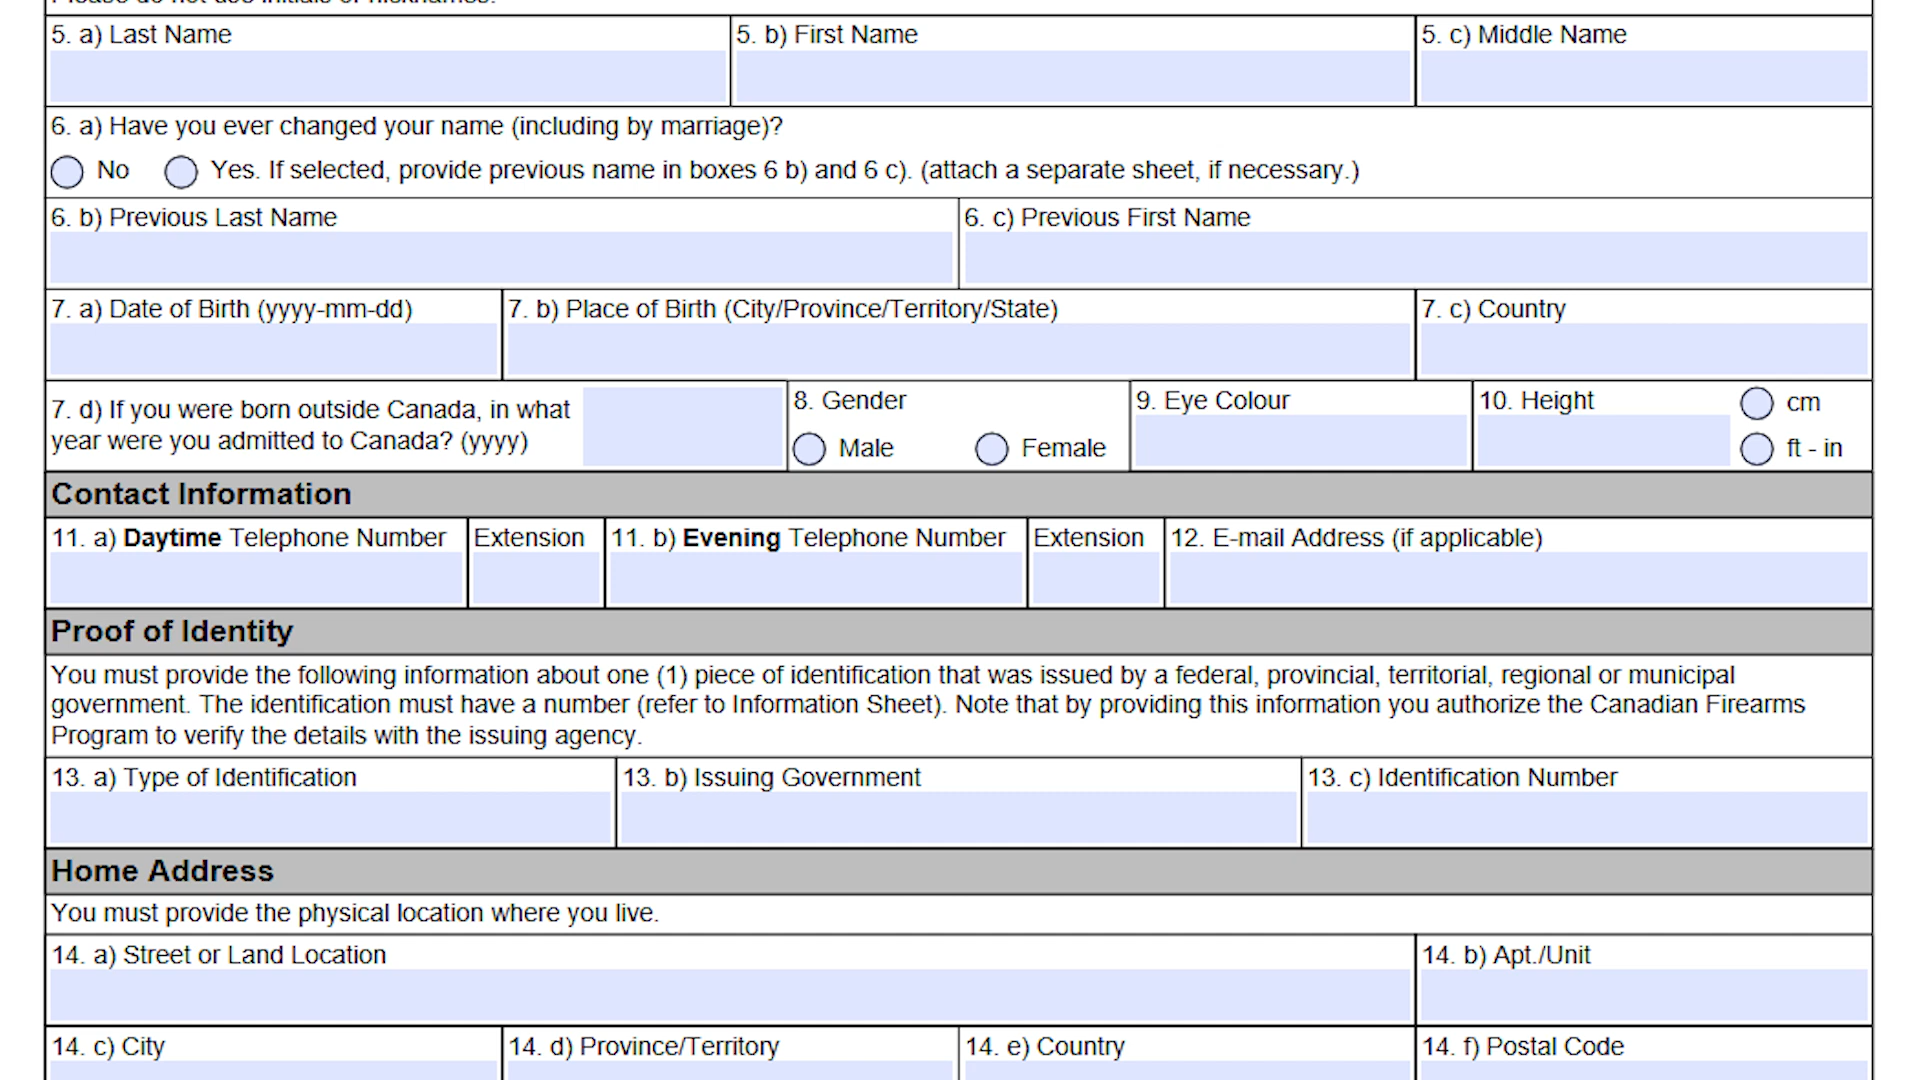 Please do not use initials or nicknames.
5. a) Last Name 5. b) First Name 5. c) Middle Name
6. a) Have you ever changed your name (including by marriage)?
No Yes. If selected, provide previous name in boxes 6 b) and 6 c). (attach a separate sheet, if necessary.)
6. b) Previous Last Name 6. c) Previous First Name
7. a) Date of Birth (yyyy-mm-dd) 7. b) Place of Birth (City/Province/Territory/State) 7. c) Country
7. d) If you were born outside Canada, in what
year were you admitted to Canada? (yyyy)
8. Gender
Male Female
9. Eye Colour
10. Height
cm
ft - in
Contact Information
11. a) Daytime Telephone Number Extension 11. b) Evening Telephone Number Extension 12. E-mail Address (if applicable)
Proof of Identity
You must provide the following information about one (1) piece of identification that was issued by a federal, provincial, territorial, regional or municipal
government. The identification must have a number (refer to Information Sheet). Note that by providing this information you authorize the Canadian Firearms
Program to verify the details with the issuing agency.
13. a) Type of Identification 13. b) Issuing Government 13. c) Identification Number
Home Address
You must provide the physical location where you live.
14. a) Street or Land Location 14. b) Apt./Unit
14. c) City 14. d) Province/Territory 14. e) Country 14. f) Postal Code